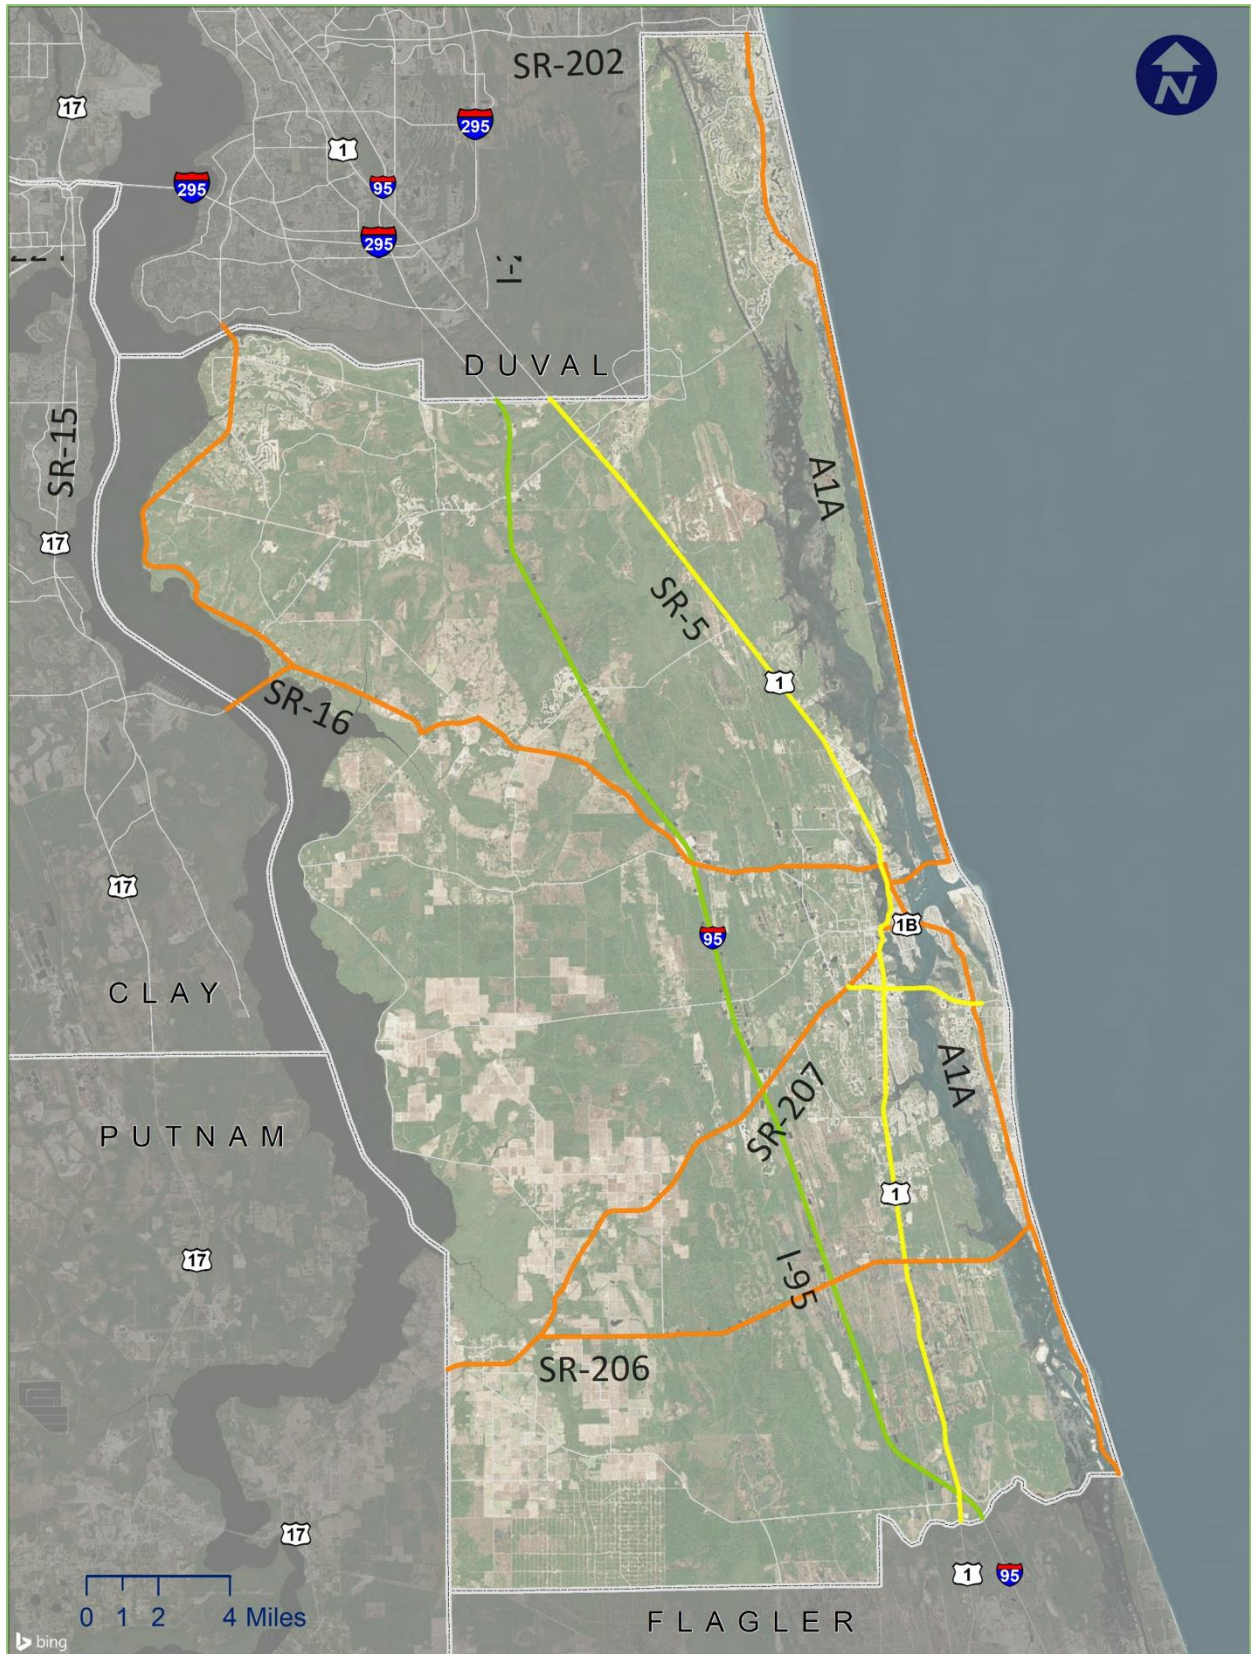 SR-202
N
17
295
1
95
295
295
DUVAL
SR-15
A1A
17
SR-5
1
SR-16
17
1B
95
CLAY
A1A
SR-207
PUTNAM
1
17
I-95
SR-206
17
1
95
0 1 2 4 Miles
FLAGLER
bing